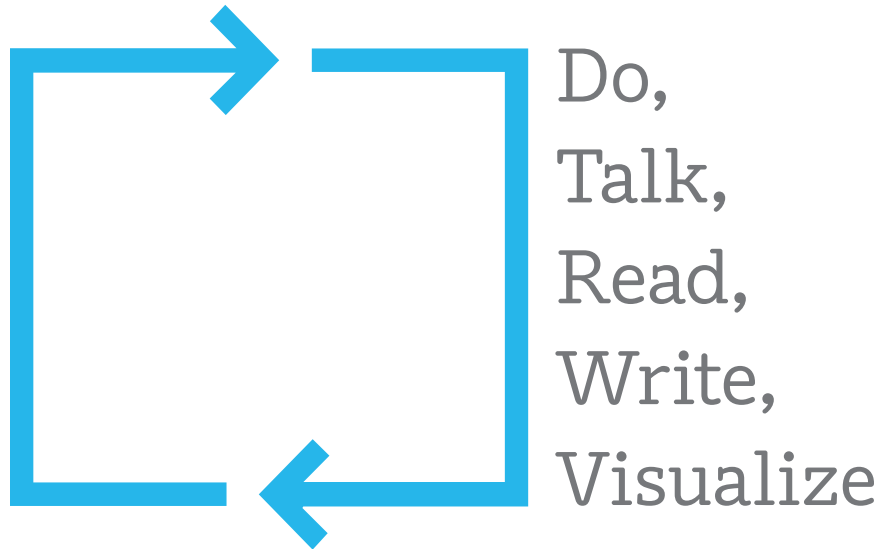 Do,
Talk,
Read,
Write,
Visualize